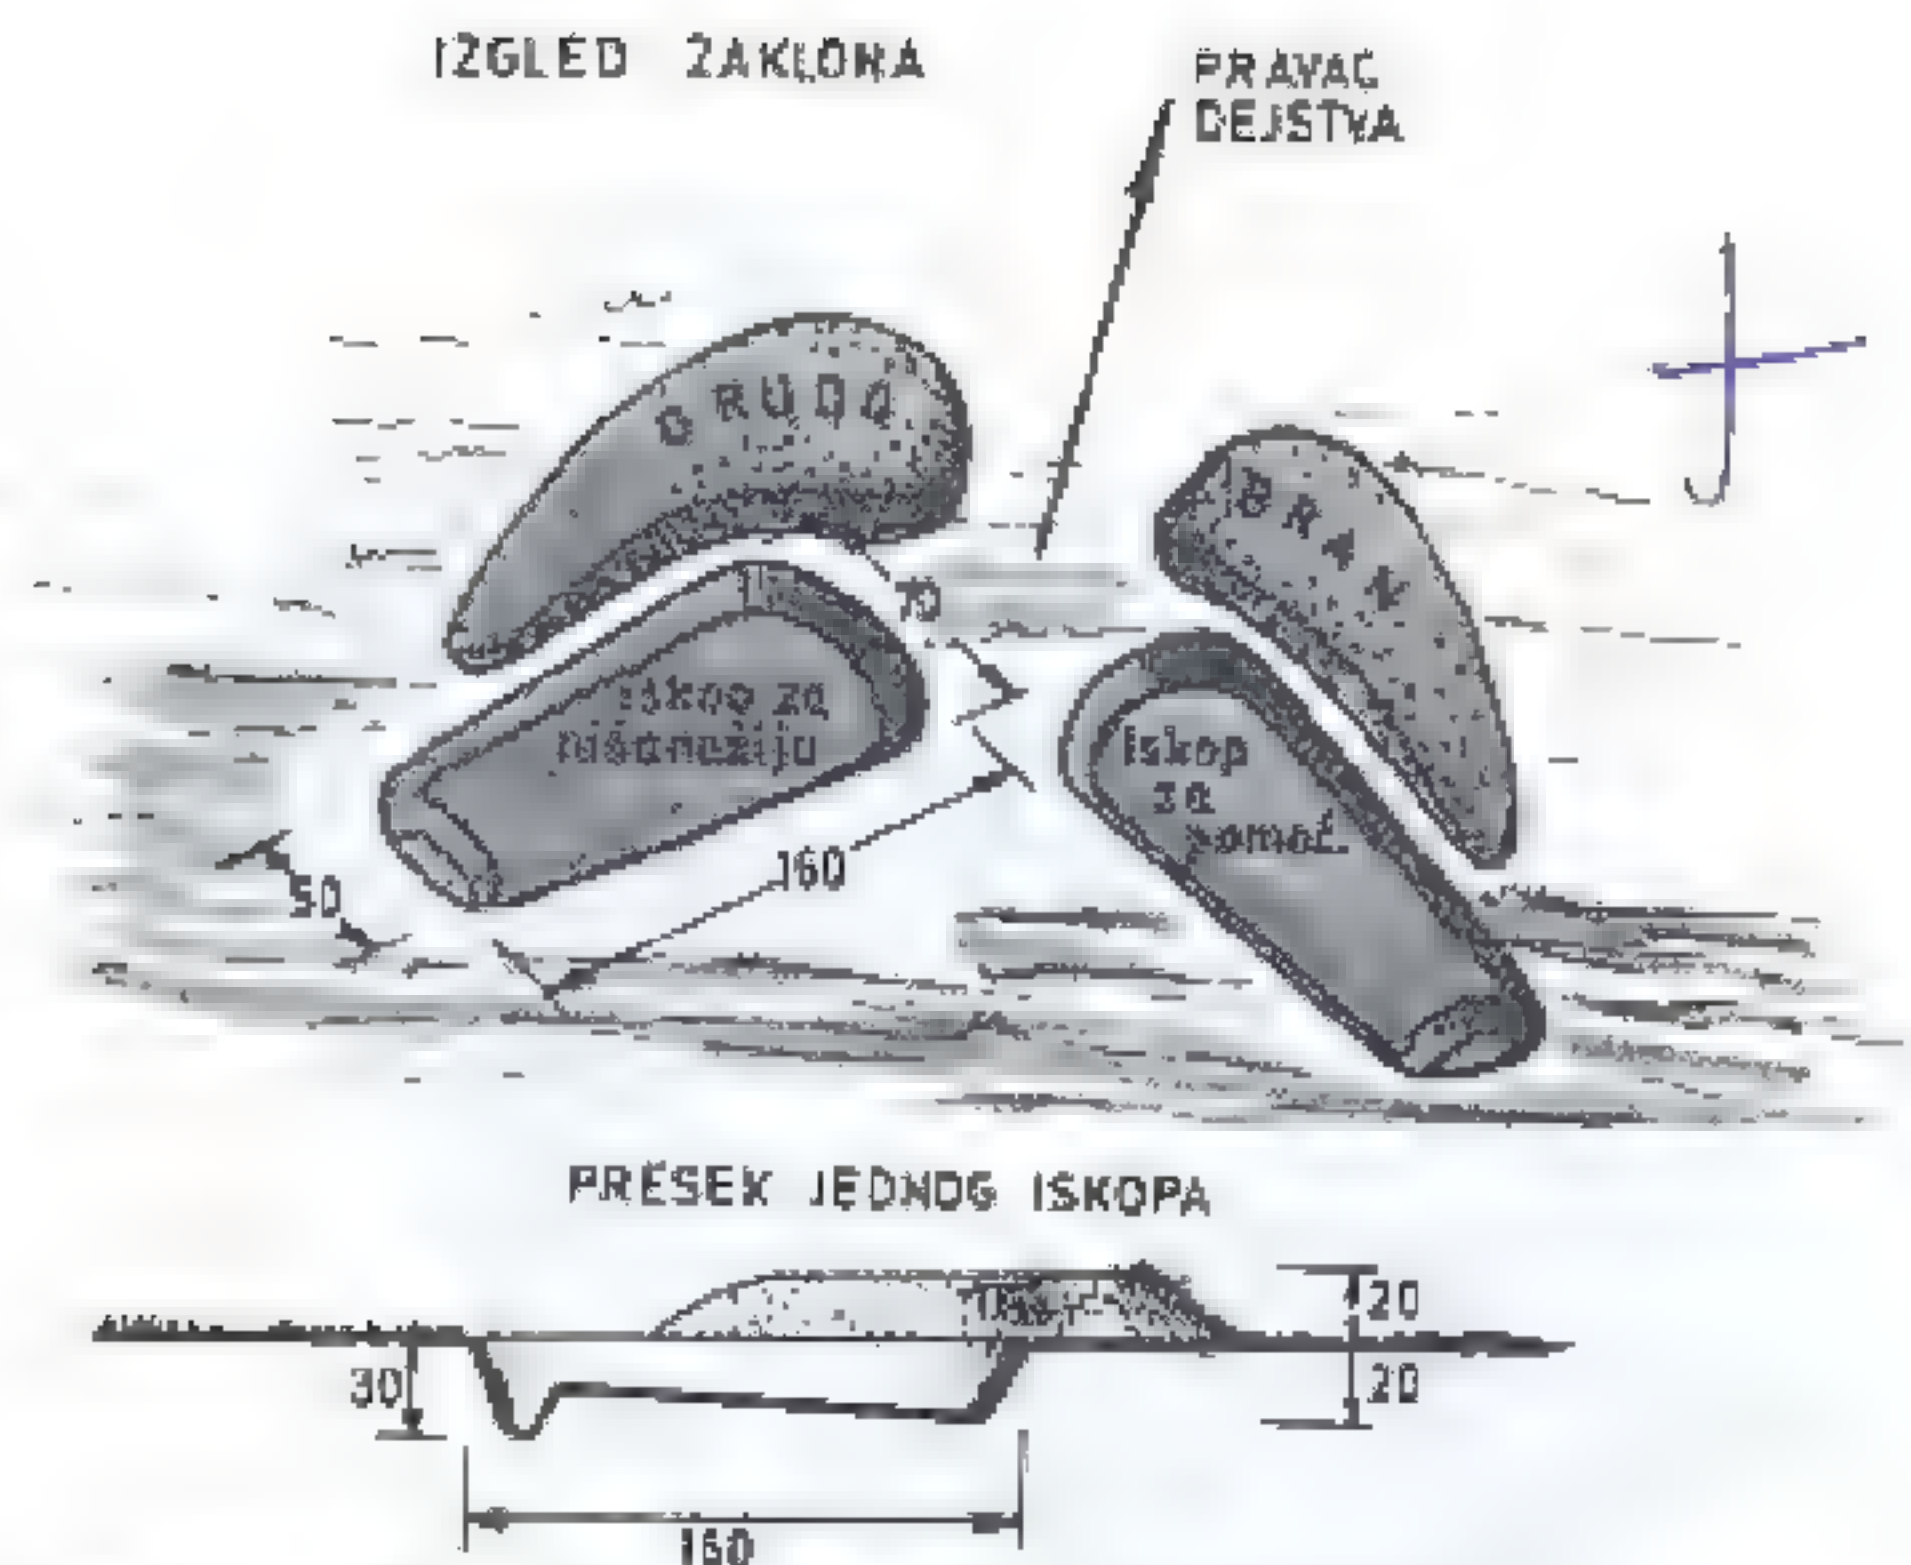 IZGLED ZAKLONA
PRAVAC
DEJSTVA
GRUDO
BRAN
70
Iskop za
nišandžiju
Iskop
za
pomoć.
50
160
PRESEK JEDNOG ISKOPA
20
30
20
160